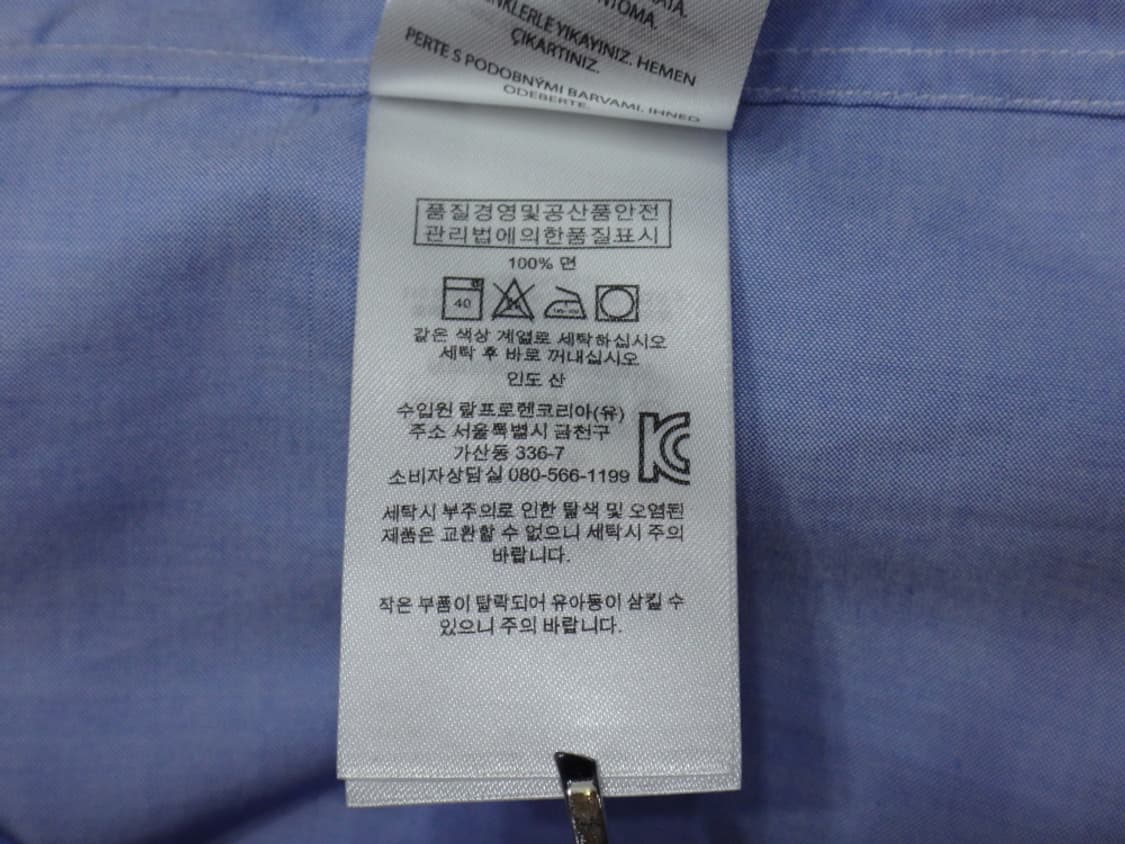 ATA.
NTOMA.
NKLERLE YIKAYINIZ. HEMEN
ÇIKARTINIZ.
PERTE S PODOBNÝMI BARVAMI. IHNED
ODEBERTE.
품질경영및공산품안전
관리법에의한품질표시
100% 면
40
같은 색상 계열로 세탁하십시오
세탁 후 바로 꺼내십시오
인도 산
수입원 랄프로렌코리아(유)
주소 서울특별시 금천구
가산동 336-7
소비자상담실 080-566-1199
세탁시 부주의로 인한 탈색 및 오염된
제품은 교환할 수 없으니 세탁시 주의
바랍니다.
작은 부품이 탈락되어 유아동이 삼킬 수
있으니 주의 바랍니다.